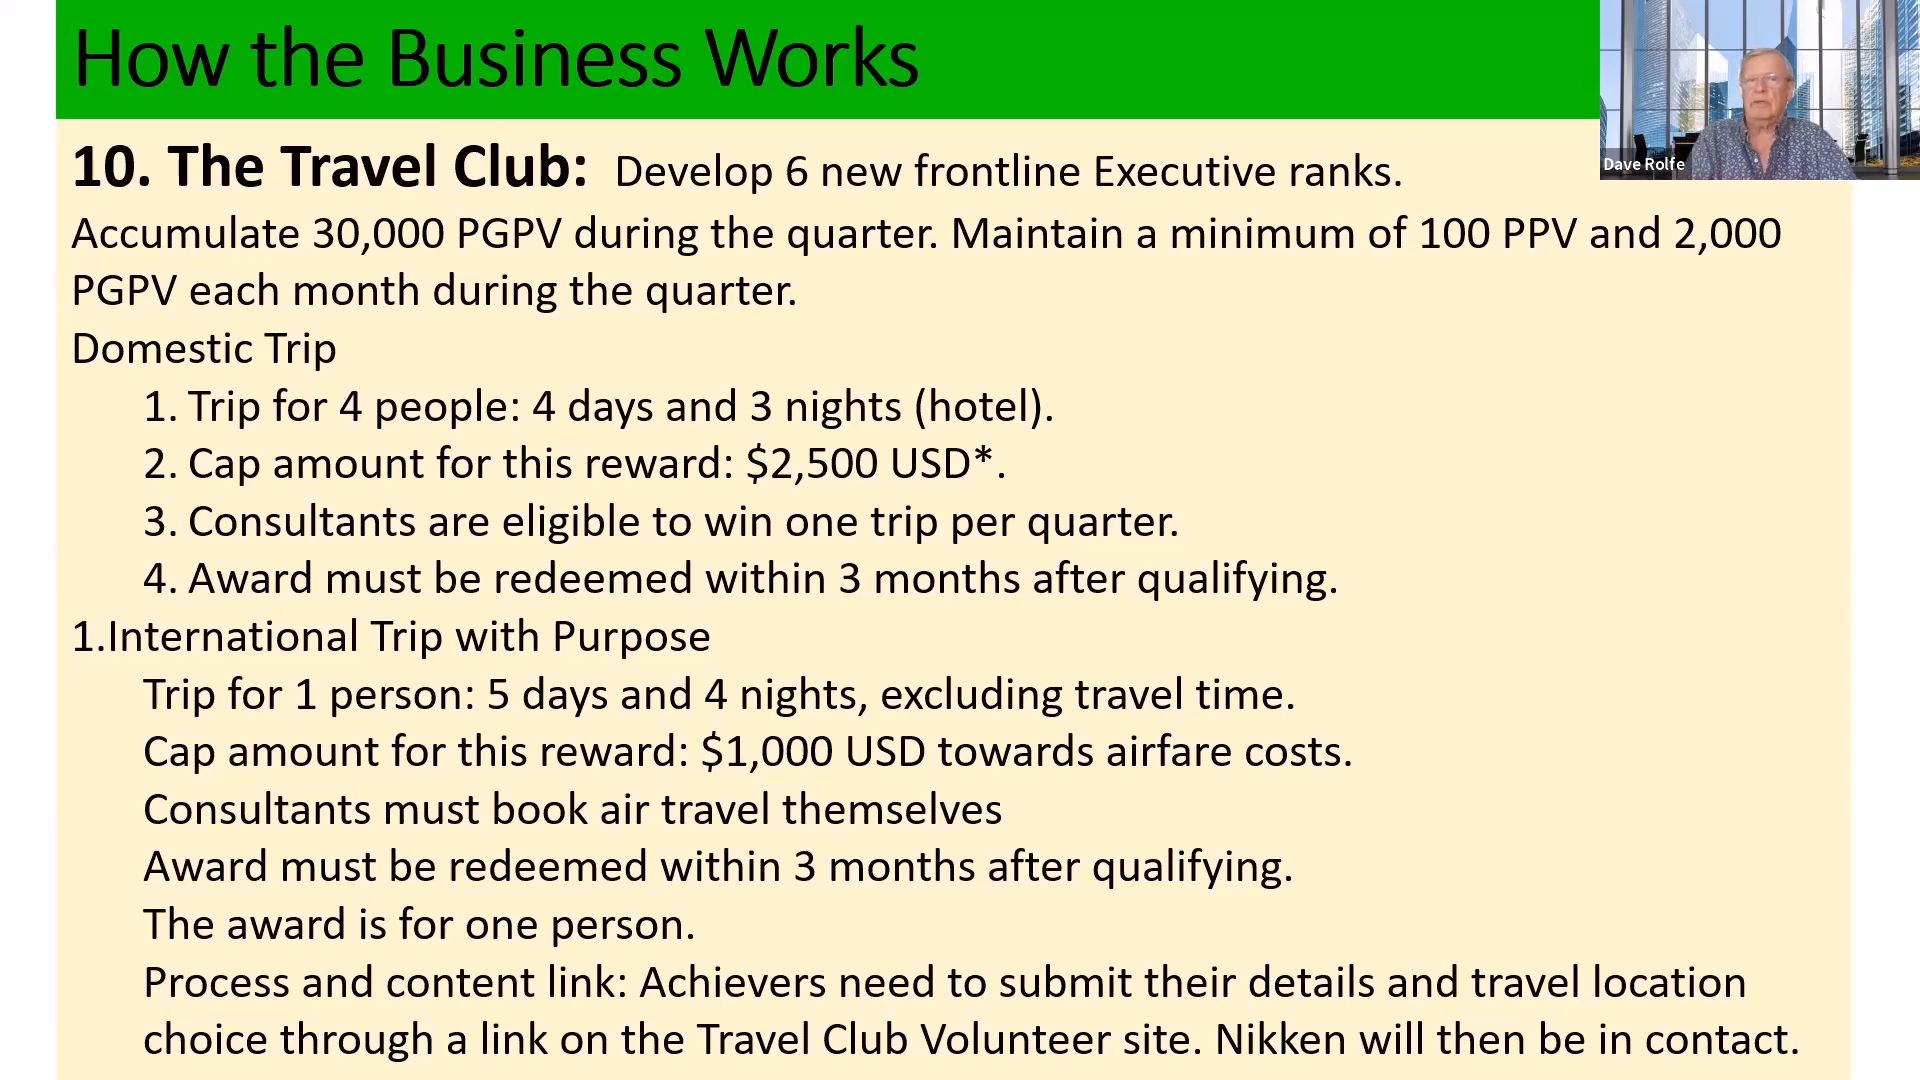 How the Business Works
Dave Rolfe
10. The Travel Club: Develop 6 new frontline Executive ranks.
Accumulate 30,000 PGPV during the quarter. Maintain a minimum of 100 PPV and 2,000
PGPV each month during the quarter.
Domestic Trip
1. Trip for 4 people: 4 days and 3 nights (hotel).
2. Cap amount for this reward: $2,500 USD*.
3. Consultants are eligible to win one trip per quarter.
4. Award must be redeemed within 3 months after qualifying.
1.International Trip with Purpose
Trip for 1 person: 5 days and 4 nights, excluding travel time.
Cap amount for this reward: $1,000 USD towards airfare costs.
Consultants must book air travel themselves
Award must be redeemed within 3 months after qualifying.
The award is for one person.
Process and content link: Achievers need to submit their details and travel location
choice through a link on the Travel Club Volunteer site. Nikken will then be in contact.